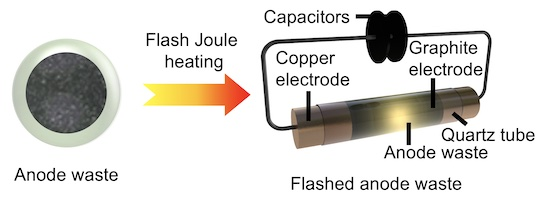 Anode waste
Flash Joule
heating
Capacitors
Copper
electrode
Graphite
electrode
Quartz tube
Anode waste
Flashed anode waste